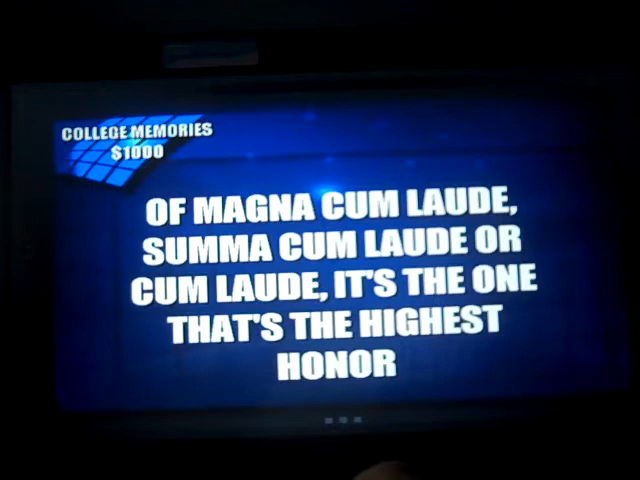 COLLEGE MEMORIES
$1000
OF MAGNA CUM LAUDE,
SUMMA CUM LAUDE OR
CUM LAUDE, IT'S THE ONE
THAT'S THE HIGHEST
HONOR